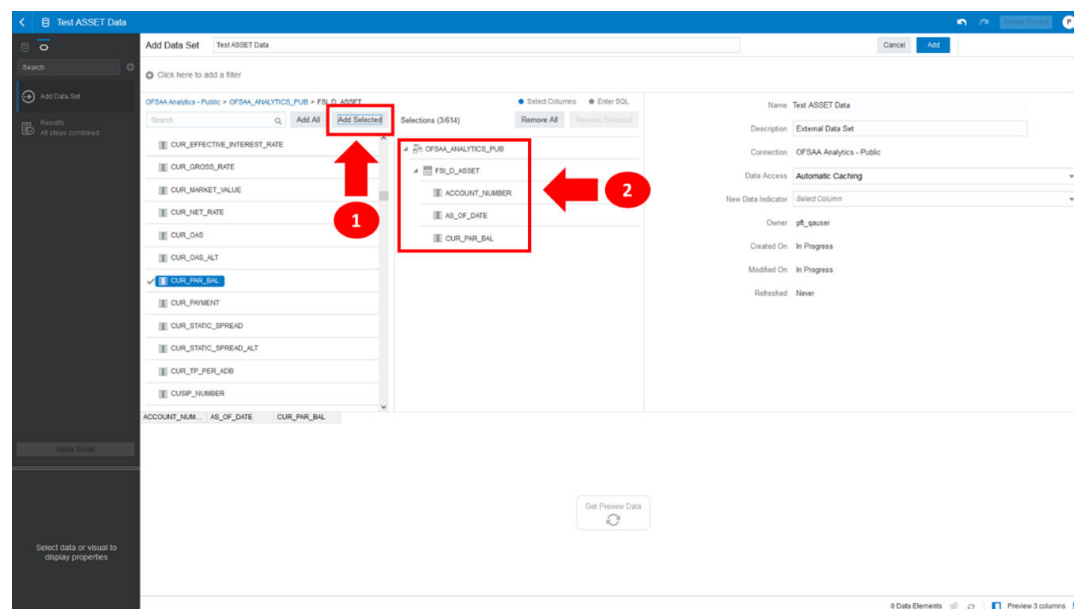 Test ASSET Data
Create Project
P
Add Data Set
Test ASSET Data
Cancel
Add
Search
Click here to add a filter
Add Data Set
Results
All steps combined
OFSAA Analytics - Public > OFSAA_ANALYTICS_PUB > FSI_D_ASSET
Search
Add All
Add Selected
CUR_EFFECTIVE_INTEREST_RATE
CUR_GROSS_RATE
CUR_MARKET_VALUE
CUR_NET_RATE
CUR_OAS
CUR_OAS_ALT
CUR_PAR_BAL
CUR_PAYMENT
CUR_STATIC_SPREAD
CUR_STATIC_SPREAD_ALT
CUR_TP_PER_ADB
CUSIP_NUMBER
1
Select Columns
Enter SQL
Selections (3/614)
Remove All
Remove Selected
OFSAA_ANALYTICS_PUB
FSI_D_ASSET
ACCOUNT_NUMBER
AS_OF_DATE
CUR_PAR_BAL
2
Name Test ASSET Data
Description External Data Set
Connection OFSAA Analytics - Public
Data Access Automatic Caching
New Data Indicator Select Column
Owner pft_qauser
Created On In Progress
Modified On In Progress
Refreshed Never
ACCOUNT_NUM... AS_OF_DATE CUR_PAR_BAL
Apply Script
Get Preview Data
Select data or visual to
display properties
0 Data Elements
Preview 3 columns